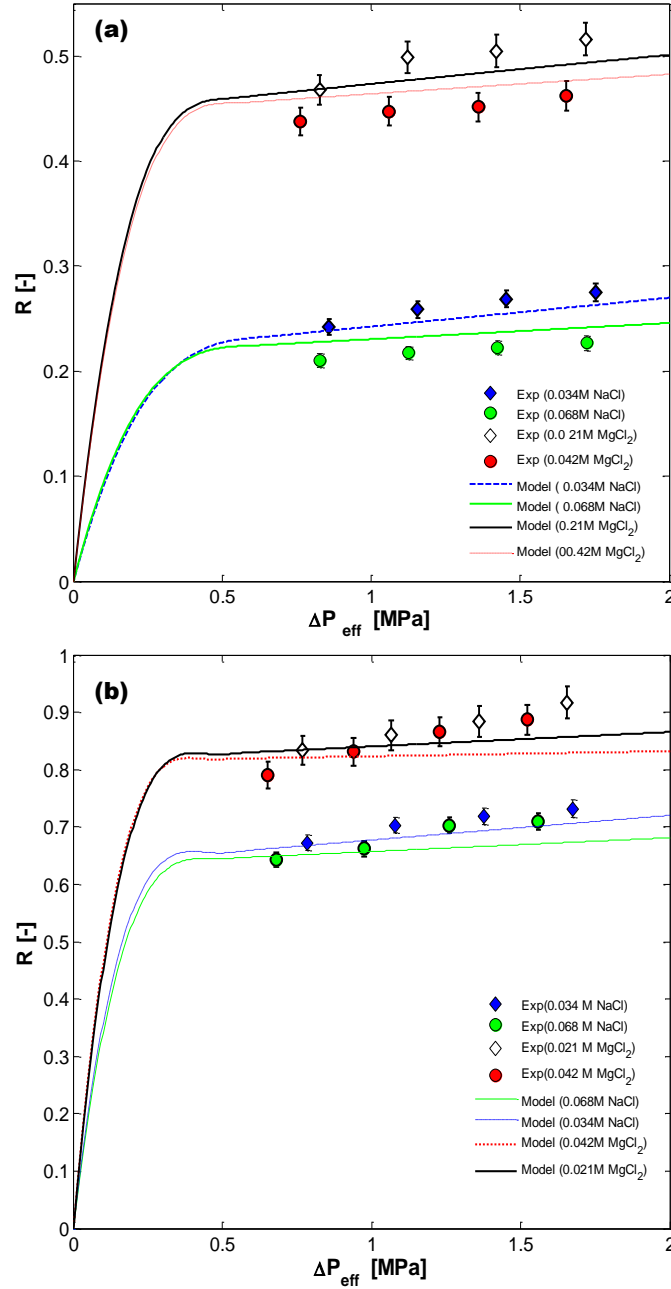 (a)
0.5
0.4
0.3
0.2
0.1
0
R [-]
Exp (0.034M NaCl)
Exp (0.068M NaCl)
Exp (0.0 21M MgCl2)
Exp (0.042M MgCl2)
Model ( 0.034M NaCl)
Model ( 0.068M NaCl)
Model (0.21M MgCl2)
Model (00.42M MgCl2)
0 0.5 1 1.5 2
ΔP eff [MPa]
(b)
1
0.9
0.8
0.7
0.6
0.5
0.4
0.3
0.2
0.1
0
R [-]
Exp(0.034 M NaCl)
Exp(0.068 M NaCl)
Exp(0.021 M MgCl2)
Exp(0.042 M MgCl2)
Model (0.068M NaCl)
Model (0.034M NaCl)
Model (0.042M MgCl2)
Model (0.021M MgCl2)
0 0.5 1 1.5 2
ΔPeff [MPa]